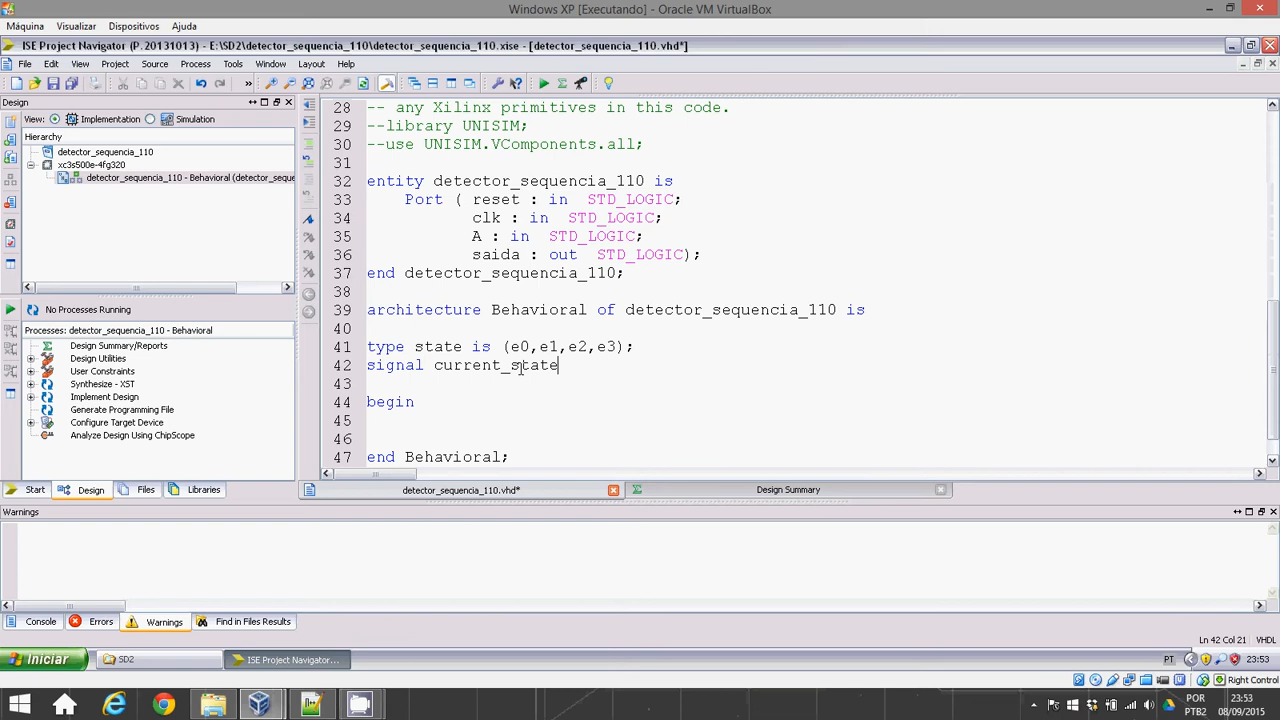 Windows XP [Executando] - Oracle VM VirtualBox
Máquina Visualizar Dispositivos Ajuda
ISE Project Navigator (P.20131013) - E:\SD2\detector_sequencia_110\detector_sequencia_110.xise - [detector_sequencia_110.vhd*]
File Edit View Project Source Process Tools Window Layout Help
Design
View: Implementation Simulation
Hierarchy
detector_sequencia_110
xc3s500e-4fg320
detector_sequencia_110 - Behavioral (detector_seque
No Processes Running
Processes: detector_sequencia_110 - Behavioral
Design Summary/Reports
Design Utilities
User Constraints
Synthesize - XST
Implement Design
Generate Programming File
Configure Target Device
Analyze Design Using ChipScope
Start Design Files Libraries
28 -- any Xilinx primitives in this code.
29 --library UNISIM;
30 --use UNISIM.VComponents.all;
31
32 entity detector_sequencia_110 is
33 Port ( reset : in STD_LOGIC;
34 clk : in STD_LOGIC;
35 A : in STD_LOGIC;
36 saida : out STD_LOGIC);
37 end detector_sequencia_110;
38
39 architecture Behavioral of detector_sequencia_110 is
40
41 type state is (e0,e1,e2,e3);
42 signal current_state
43
44 begin
45
46
47 end Behavioral;
detector_sequencia_110.vhd* Design Summary
Warnings
Console Errors Warnings Find in Files Results
Ln 42 Col 21 VHDL
Iniciar SD2 ISE Project Navigator... PT 23:53
Right Control
POR 23:53
PTB2 08/09/2015